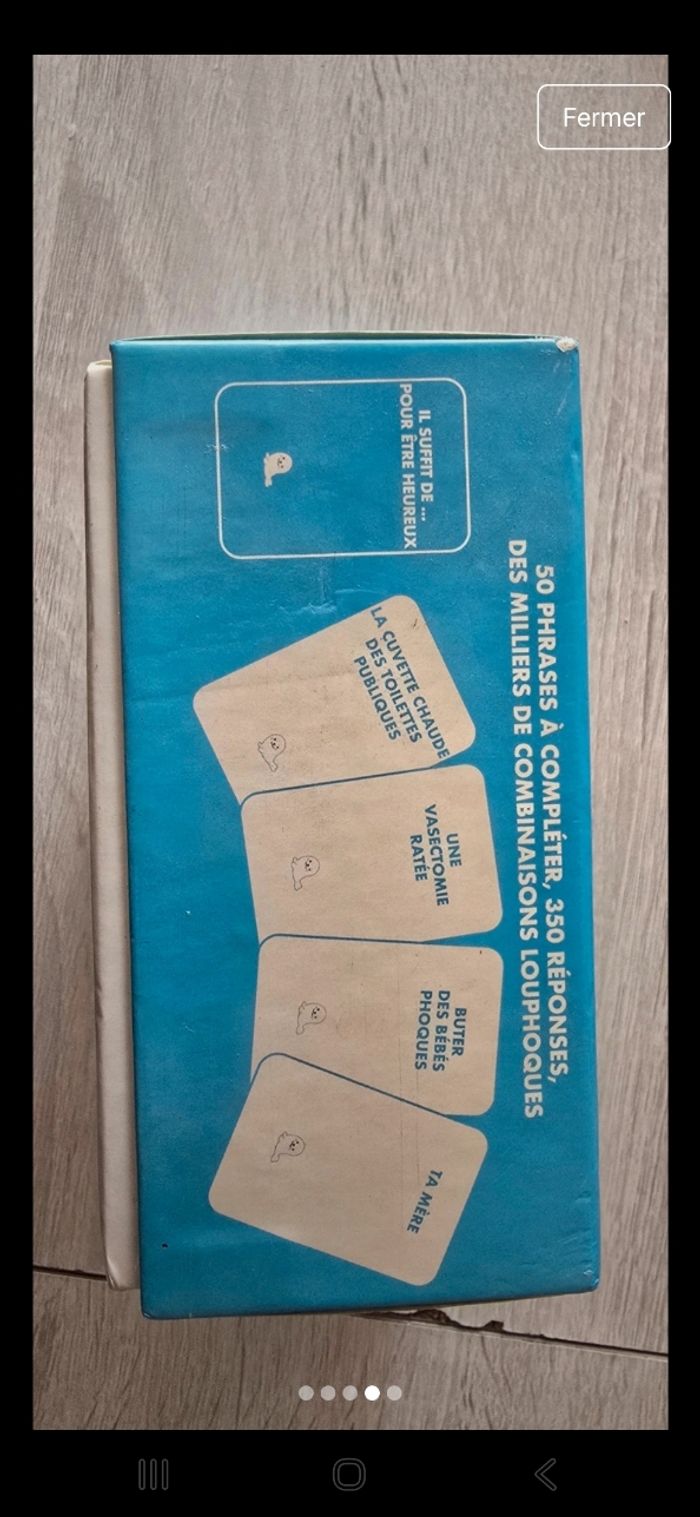 Fermer
50 PHRASES À COMPLÉTER, 350 RÉPONSES,
DES MILLIERS DE COMBINAISONS LOUPHOQUES
IL SUFFIT DE ...
POUR ÊTRE HEUREUX
LA CUVETTE CHAUDE
DES TOILETTES
PUBLIQUES
UNE
VASECTOMIE
RATÉE
BUTER
DES BÉBÉS
PHOQUES
TA MÈRE